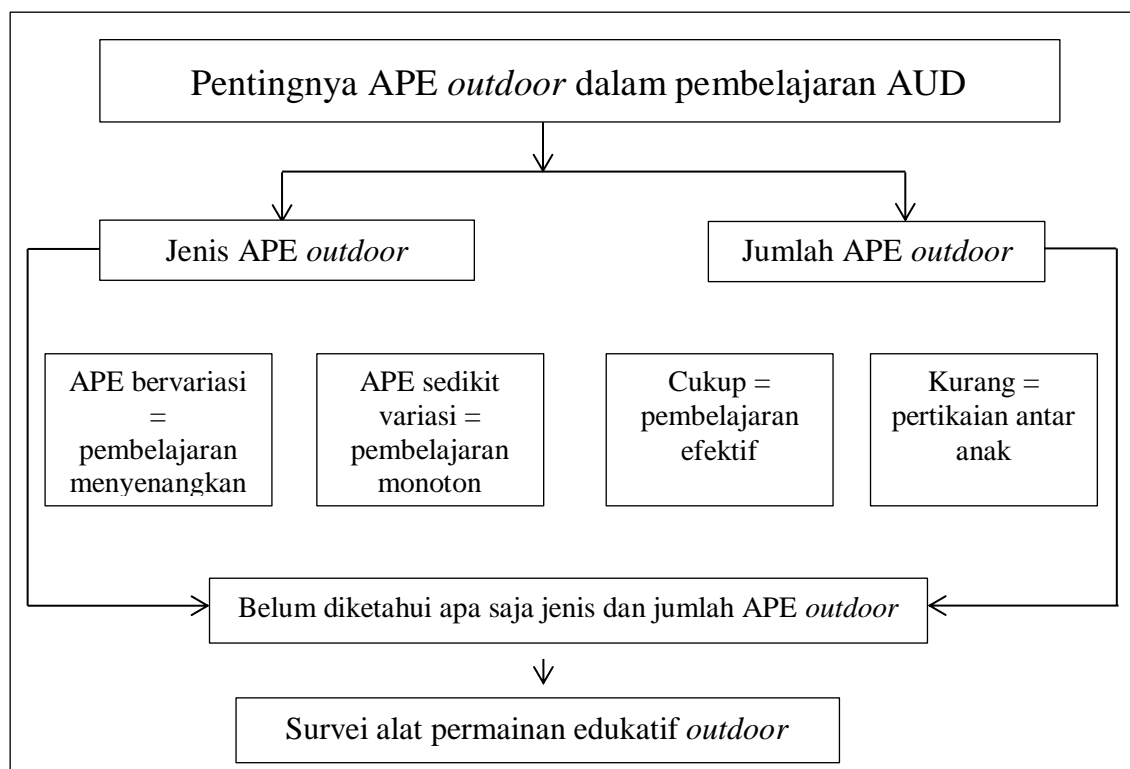 Pentingnya APE outdoor dalam pembelajaran AUD
Jenis APE outdoor
Jumlah APE outdoor
APE bervariasi
=
pembelajaran
menyenangkan
APE sedikit
variasi =
pembelajaran
monoton
Cukup =
pembelajaran
efektif
Kurang =
pertikaian antar
anak
Belum diketahui apa saja jenis dan jumlah APE outdoor
Survei alat permainan edukatif outdoor